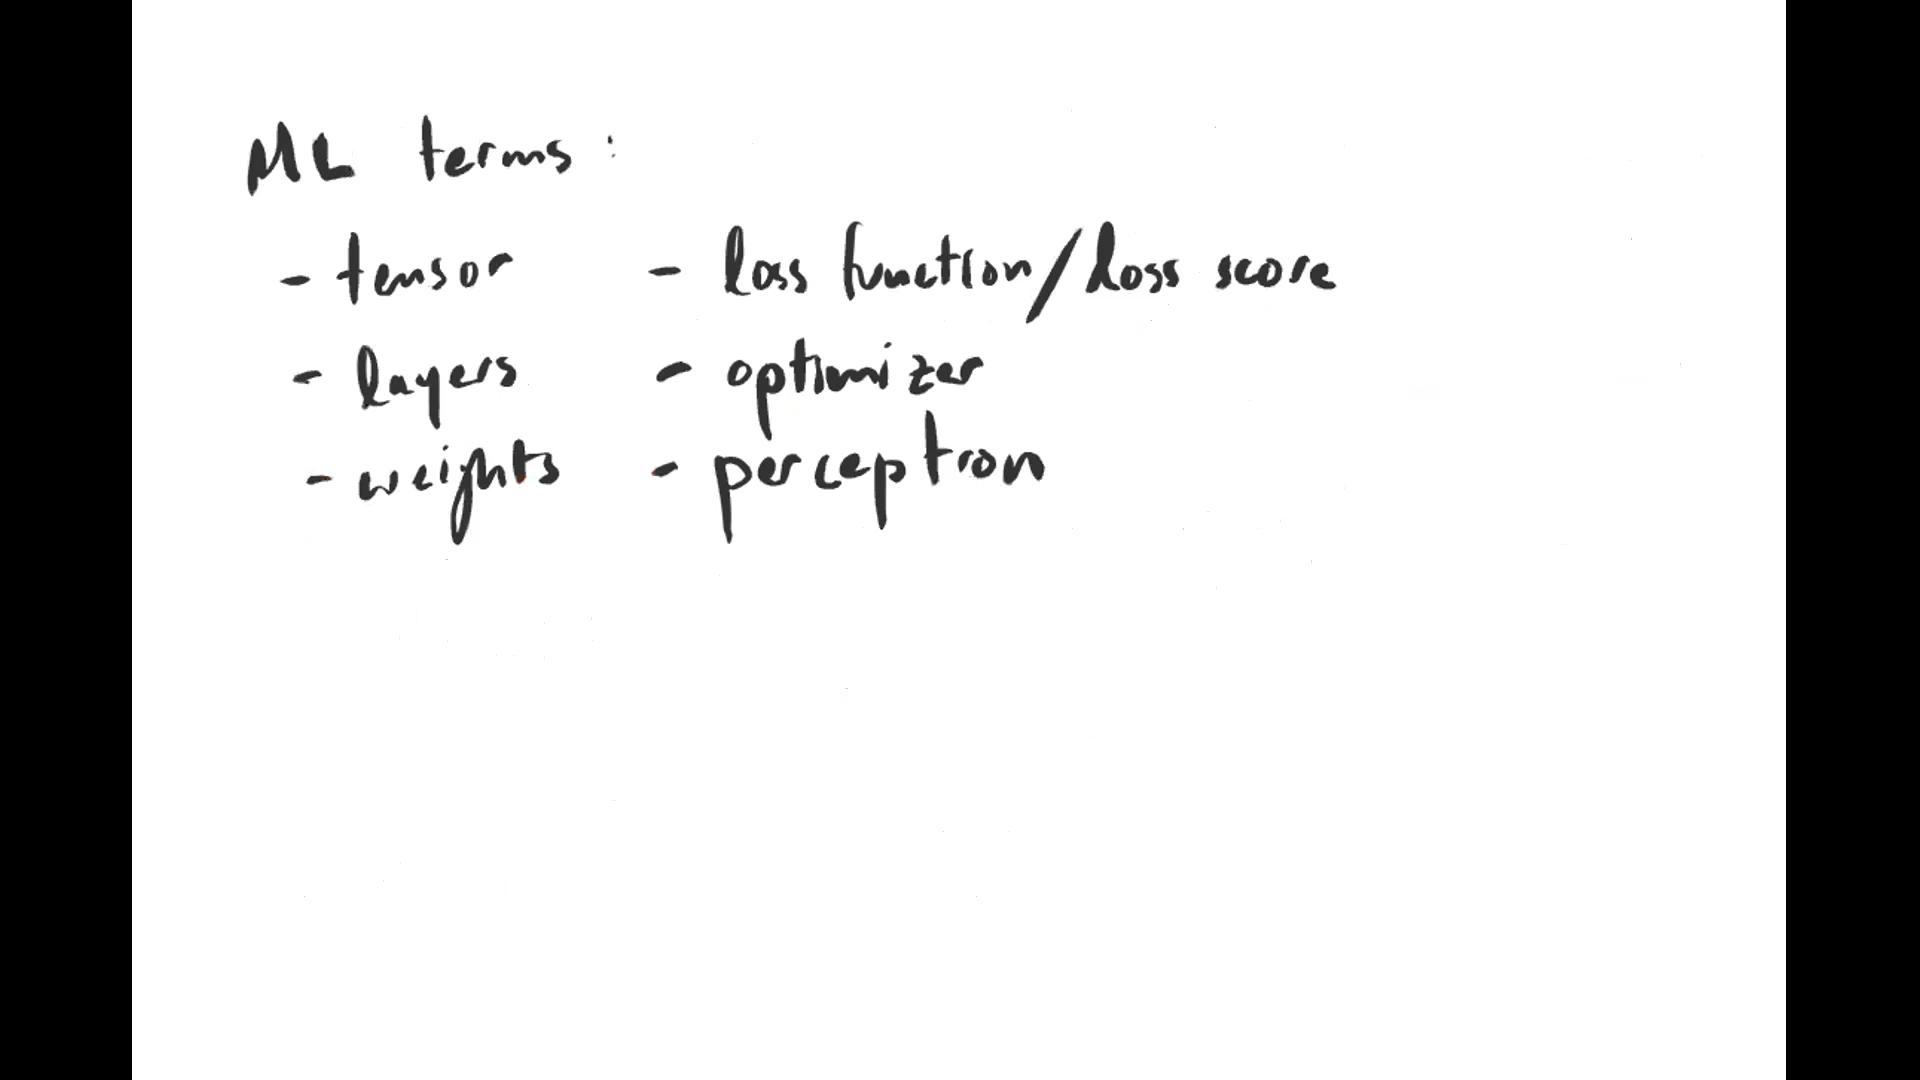 ML terms:
- tensor - loss function/loss score
- layers - optimizer
- weights - perceptron